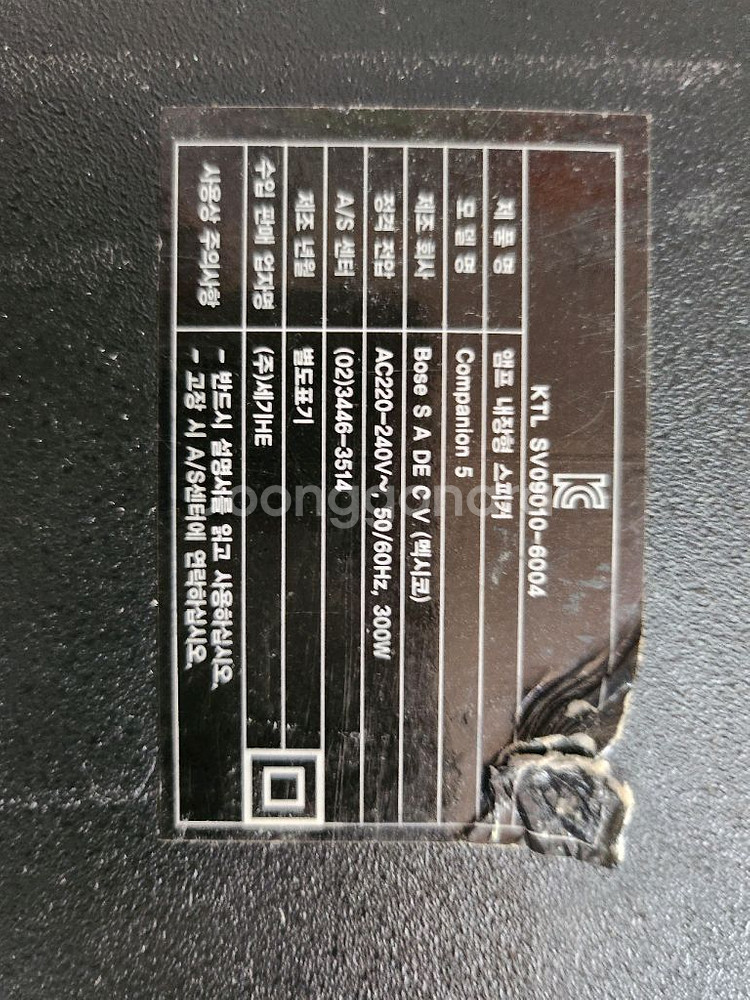 KTL SV09010-6004
제 품 명 앰프 내장형 스피커
모 델 명 Companion 5
제조 회사 Bose S A DE C V (멕시코)
정격 전압 AC220-240V~, 50/60Hz, 300W
A/S 센터 (02)3446-3514
제조 년월 별도표기
수입 판매 업자명 (주)세기HE
사용상 주의사항 - 반드시 설명서를 읽고 사용하십시오.
- 고장 시 A/S센터에 연락하십시오.